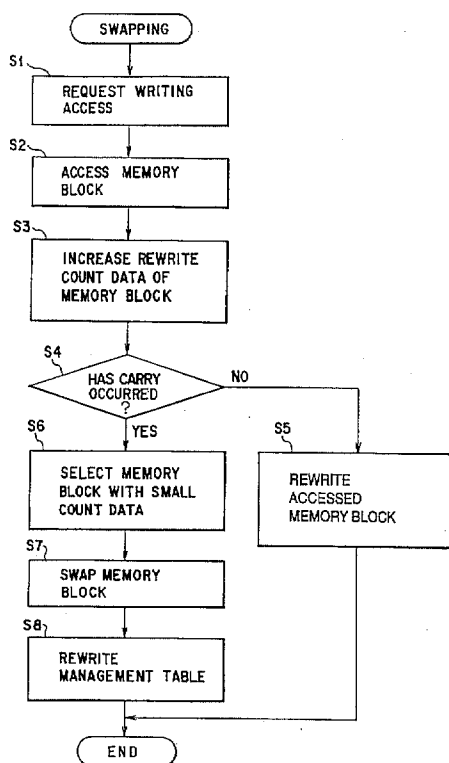 SWAPPING
S1
REQUEST WRITING
ACCESS
S2
ACCESS MEMORY
BLOCK
S3
INCREASE REWRITE
COUNT DATA OF
MEMORY BLOCK
S4
HAS CARRY
OCCURRED
?
NO
YES
S5
REWRITE
ACCESSED
MEMORY BLOCK
S6
SELECT MEMORY
BLOCK WITH SMALL
COUNT DATA
S7
SWAP MEMORY
BLOCK
S8
REWRITE
MANAGEMENT TABLE
END